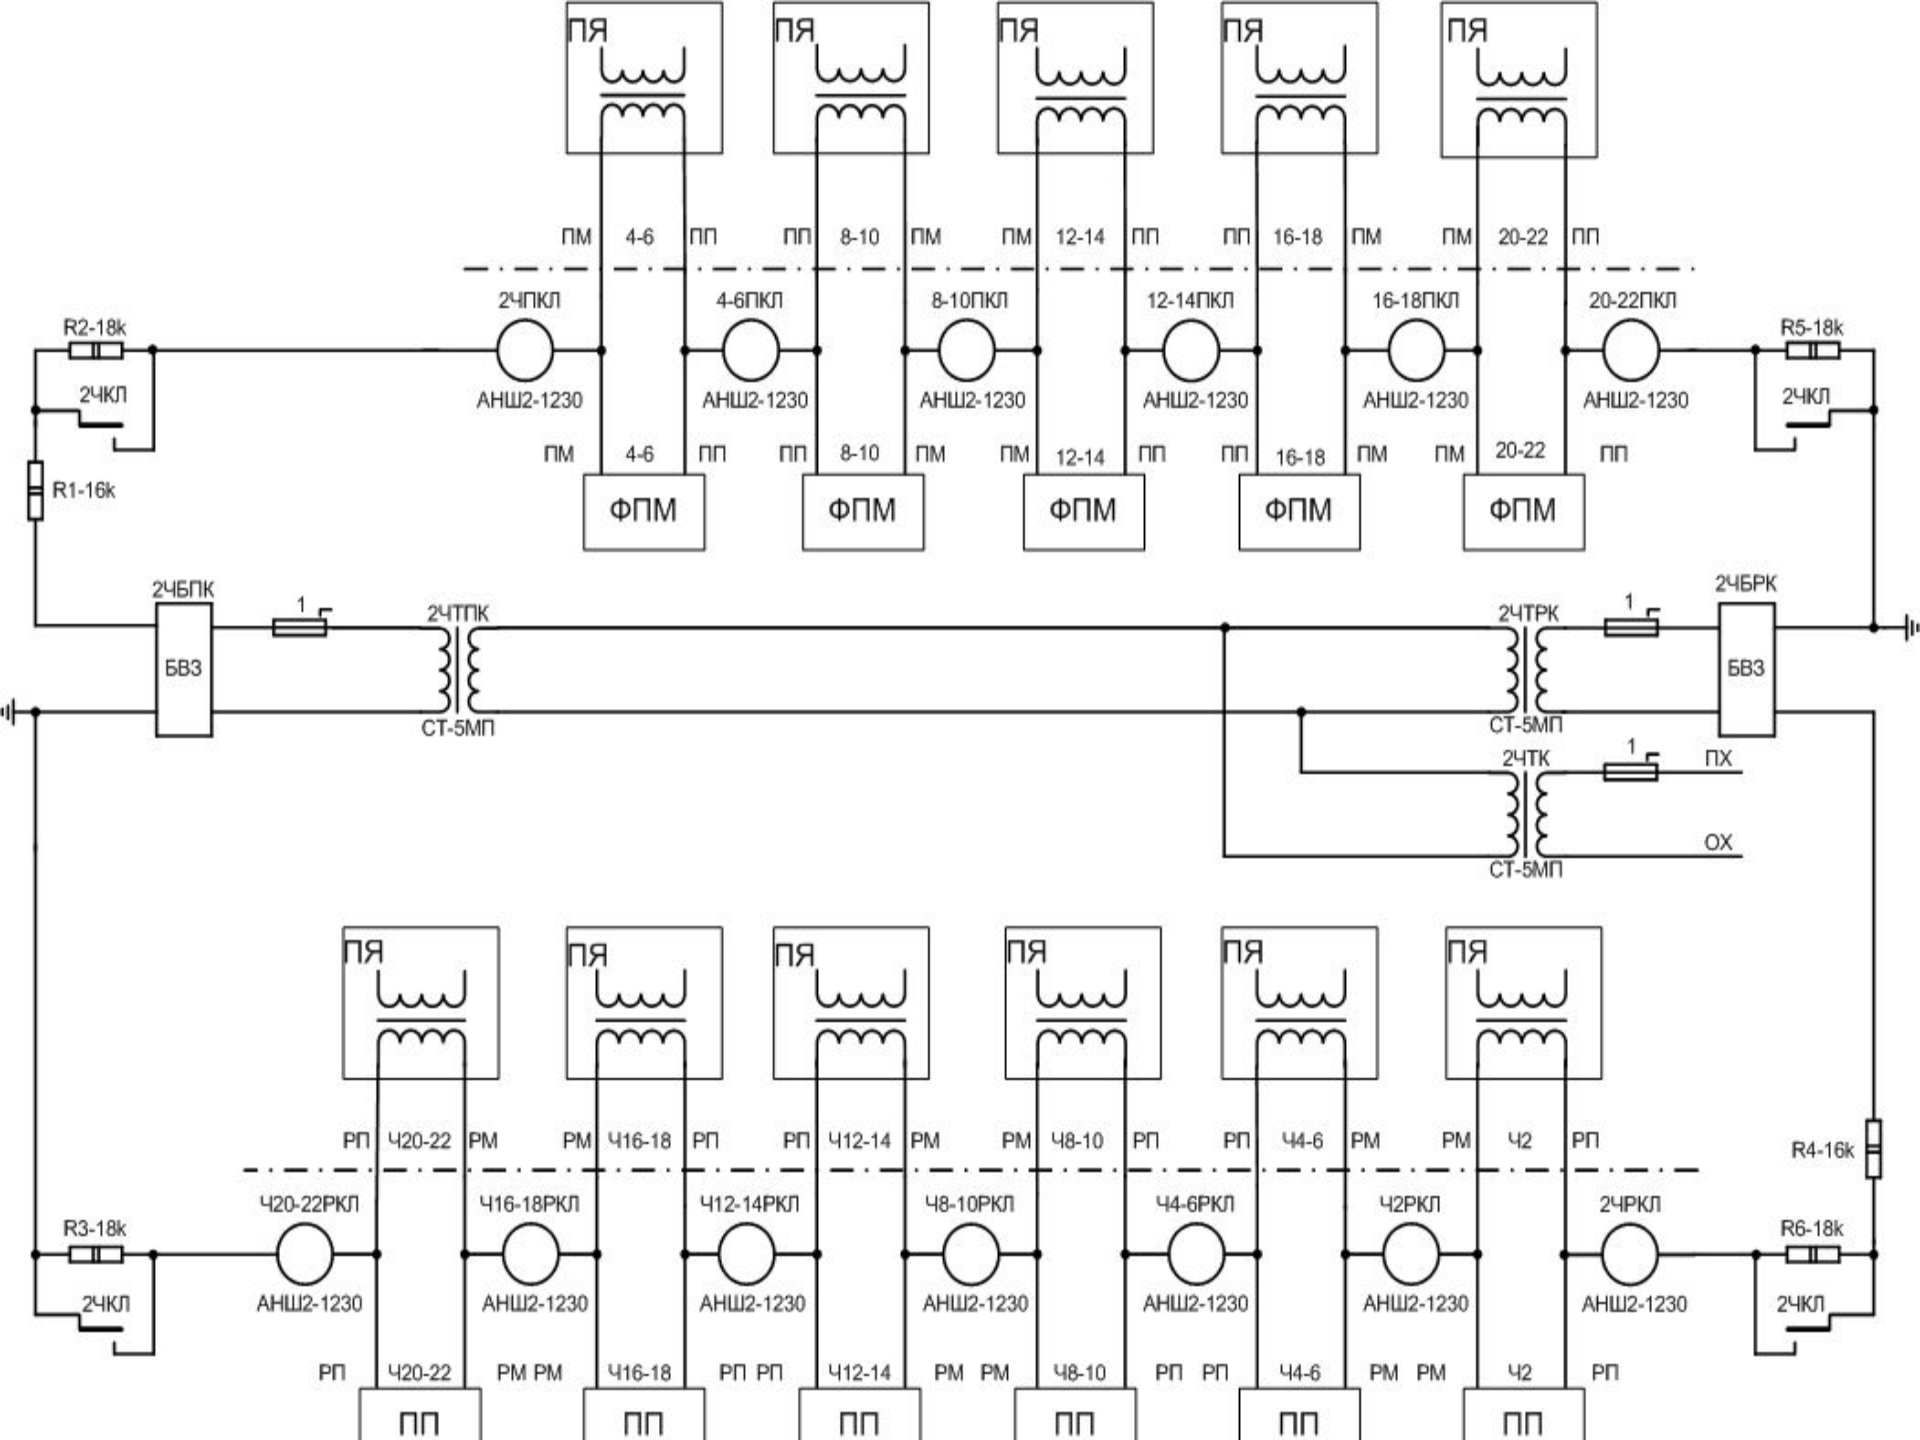 ПЯ ПЯ ПЯ ПЯ ПЯ
ПМ 4-6 ПП ПП 8-10 ПМ ПМ 12-14 ПП ПП 16-18 ПМ ПМ 20-22 ПП
2ЧПКЛ 4-6ПКЛ 8-10ПКЛ 12-14ПКЛ 16-18ПКЛ 20-22ПКЛ
R2-18k R5-18k
2ЧКЛ 2ЧКЛ
АНШ2-1230 АНШ2-1230 АНШ2-1230 АНШ2-1230 АНШ2-1230 АНШ2-1230
ПМ 4-6 ПП ПП 8-10 ПМ ПМ 12-14 ПП ПП 16-18 ПМ ПМ 20-22 ПП
R1-16k
ФПМ ФПМ ФПМ ФПМ ФПМ
2ЧБПК 1 2ЧТПК 2ЧТРК 1 2ЧБРК
БВЗ БВЗ
СТ-5МП СТ-5МП
2ЧТК 1 ПХ
ОХ
СТ-5МП
ПЯ ПЯ ПЯ ПЯ ПЯ ПЯ
РП Ч20-22 РМ РМ Ч16-18 РП РП Ч12-14 РМ РМ Ч8-10 РП РП Ч4-6 РМ РМ Ч2 РП
R4-16k
Ч20-22РКЛ Ч16-18РКЛ Ч12-14РКЛ Ч8-10РКЛ Ч4-6РКЛ Ч2РКЛ 2ЧРКЛ
R3-18k R6-18k
2ЧКЛ АНШ2-1230 АНШ2-1230 АНШ2-1230 АНШ2-1230 АНШ2-1230 АНШ2-1230 АНШ2-1230 2ЧКЛ
РП Ч20-22 РМ РМ Ч16-18 РП РП Ч12-14 РМ РМ Ч8-10 РП РП Ч4-6 РМ РМ Ч2 РП
ПП ПП ПП ПП ПП ПП